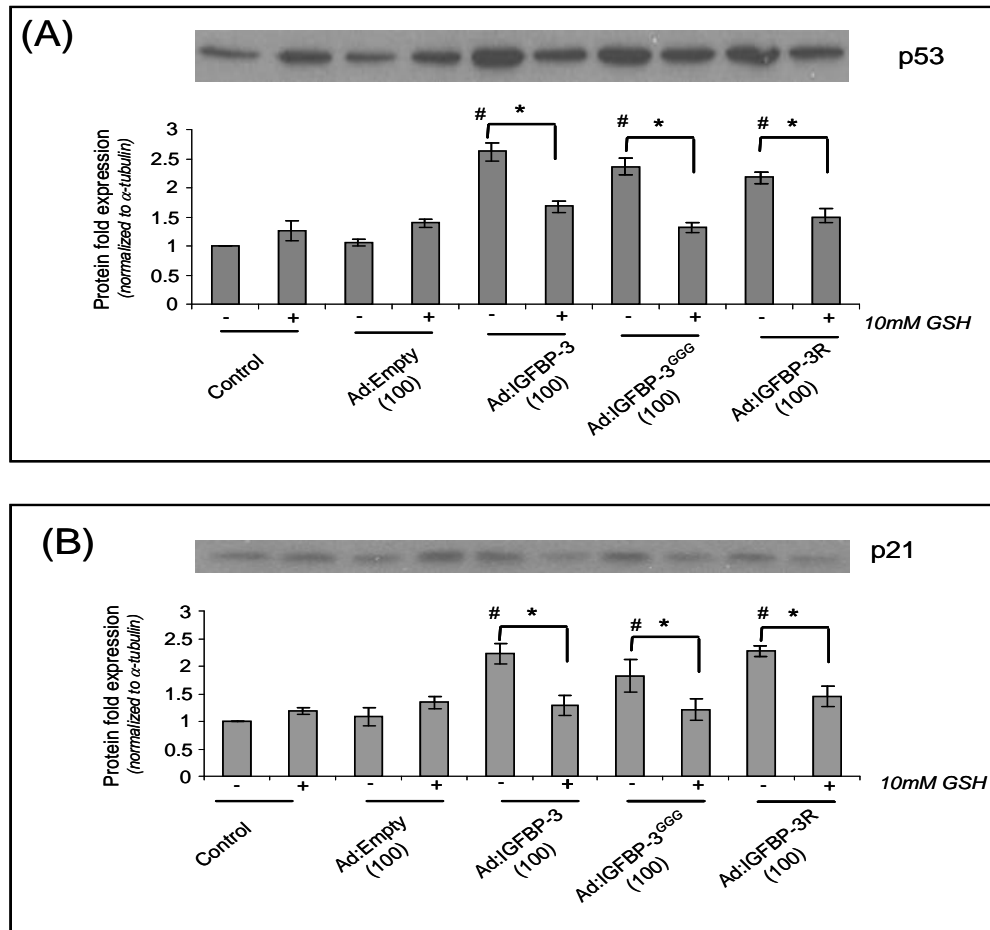 (A)
p53
# * # * # *
Protein fold expression
(normalized to α-tubulin)
3
2.5
2
1.5
1
0.5
0
- + - + - + - + - +
10mM GSH
Control
Ad:Empty
(100)
Ad:IGFBP-3
(100)
Ad:IGFBP-3GGG
(100)
Ad:IGFBP-3R
(100)
(B)
p21
# * # * # *
Protein fold expression
(normalized to α-tubulin)
3
2.5
2
1.5
1
0.5
0
- + - + - + - + - +
10mM GSH
Control
Ad:Empty
(100)
Ad:IGFBP-3
(100)
Ad:IGFBP-3GGG
(100)
Ad:IGFBP-3R
(100)